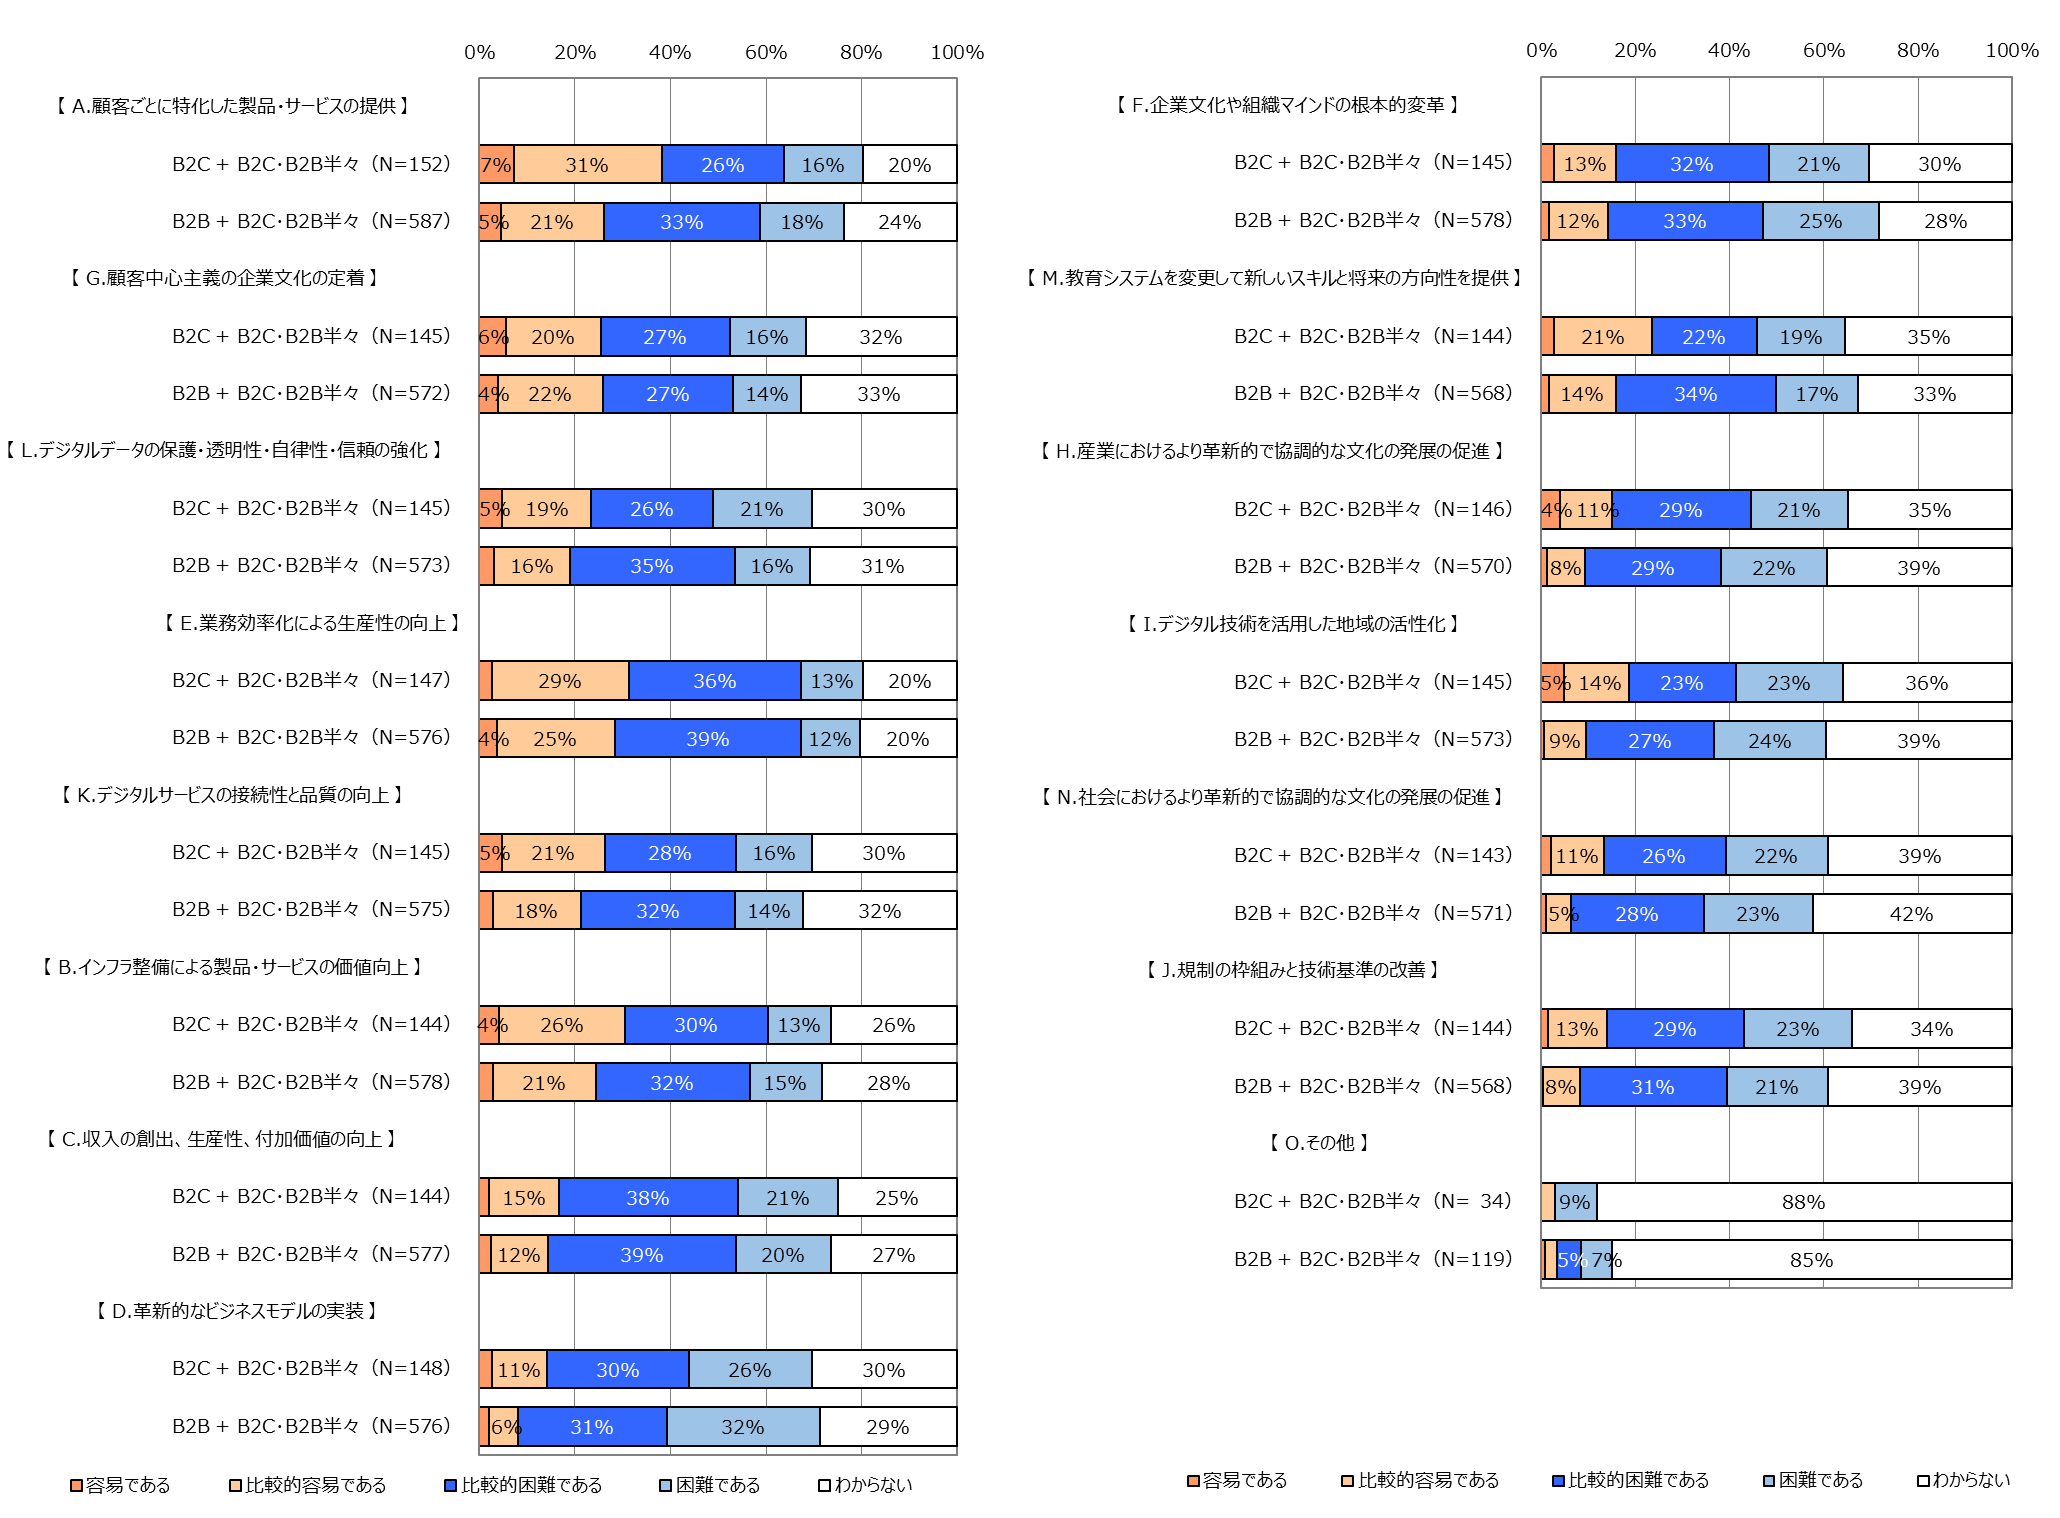 0% 20% 40% 60% 80% 100%
【 A.顧客ごとに特化した製品・サービスの提供 】
B2C + B2C・B2B半々（N=152） 7% 31% 26% 16% 20%
B2B + B2C・B2B半々（N=587） 5% 21% 33% 18% 24%
【 G.顧客中心主義の企業文化の定着 】
B2C + B2C・B2B半々（N=145） 6% 20% 27% 16% 32%
B2B + B2C・B2B半々（N=572） 4% 22% 27% 14% 33%
【 L.デジタルデータの保護・透明性・自律性・信頼の強化 】
B2C + B2C・B2B半々（N=145） 5% 19% 26% 21% 30%
B2B + B2C・B2B半々（N=573） 16% 35% 16% 31%
【 E.業務効率化による生産性の向上 】
B2C + B2C・B2B半々（N=147） 29% 36% 13% 20%
B2B + B2C・B2B半々（N=576） 4% 25% 39% 12% 20%
【 K.デジタルサービスの接続性と品質の向上 】
B2C + B2C・B2B半々（N=145） 5% 21% 28% 16% 30%
B2B + B2C・B2B半々（N=575） 18% 32% 14% 32%
【 B.インフラ整備による製品・サービスの価値向上 】
B2C + B2C・B2B半々（N=144） 4% 26% 30% 13% 26%
B2B + B2C・B2B半々（N=578） 21% 32% 15% 28%
【 C.収入の創出、生産性、付加価値の向上 】
B2C + B2C・B2B半々（N=144） 15% 38% 21% 25%
B2B + B2C・B2B半々（N=577） 12% 39% 20% 27%
【 D.革新的なビジネスモデルの実装 】
B2C + B2C・B2B半々（N=148） 11% 30% 26% 30%
B2B + B2C・B2B半々（N=576） 6% 31% 32% 29%
容易である 比較的容易である 比較的困難である 困難である わからない
0% 20% 40% 60% 80% 100%
【 F.企業文化や組織マインドの根本的変革 】
B2C + B2C・B2B半々（N=145） 13% 32% 21% 30%
B2B + B2C・B2B半々（N=578） 12% 33% 25% 28%
【 M.教育システムを変更して新しいスキルと将来の方向性を提供 】
B2C + B2C・B2B半々（N=144） 21% 22% 19% 35%
B2B + B2C・B2B半々（N=568） 14% 34% 17% 33%
【 H.産業におけるより革新的で協調的な文化の発展の促進 】
B2C + B2C・B2B半々（N=146） 4% 11% 29% 21% 35%
B2B + B2C・B2B半々（N=570） 8% 29% 22% 39%
【 I.デジタル技術を活用した地域の活性化 】
B2C + B2C・B2B半々（N=145） 5% 14% 23% 23% 36%
B2B + B2C・B2B半々（N=573） 9% 27% 24% 39%
【 N.社会におけるより革新的で協調的な文化の発展の促進 】
B2C + B2C・B2B半々（N=143） 11% 26% 22% 39%
B2B + B2C・B2B半々（N=571） 5% 28% 23% 42%
【 J.規制の枠組みと技術基準の改善 】
B2C + B2C・B2B半々（N=144） 13% 29% 23% 34%
B2B + B2C・B2B半々（N=568） 8% 31% 21% 39%
【 O.その他 】
B2C + B2C・B2B半々（N= 34） 9% 88%
B2B + B2C・B2B半々（N=119） 5% 7% 85%
容易である 比較的容易である 比較的困難である 困難である わからない